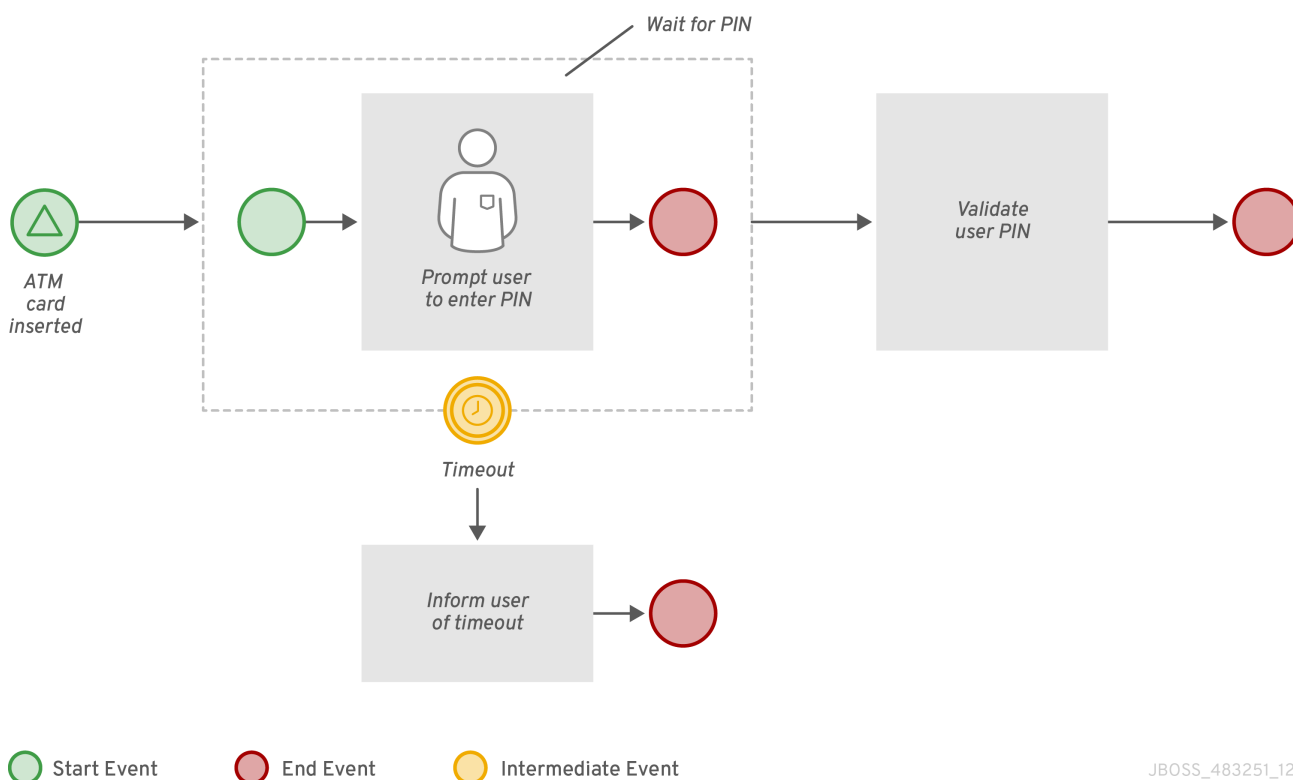 Wait for PIN
ATM
card
inserted
Prompt user
to enter PIN
Validate
user PIN
Timeout
Inform user
of timeout
Start Event
End Event
Intermediate Event
JBOSS_483251_12